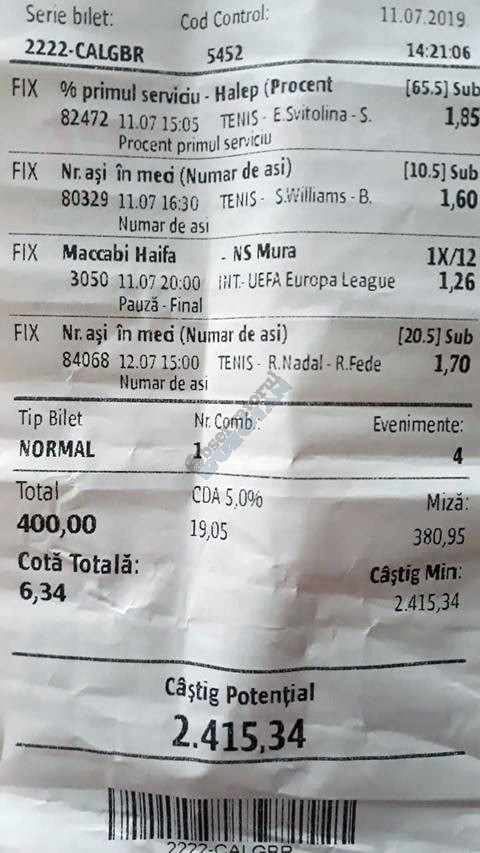 Serie bilet: Cod Control: 11.07.2019
2222-CALGBR 5452 14:21:06
FIX % primul serviciu - Halep (Procent [65.5] Sub
82472 11.07 15:05 TENIS - E.Svitolina - S. 1,85
Procent primul serviciu
FIX Nr. aşi în meci (Numar de asi) [10.5] Sub
80329 11.07 16:30 TENIS - S.Williams - B. 1,60
Numar de asi
FIX Maccabi Haifa - NS Mura 1X/12
3050 11.07 20:00 INT.- UEFA Europa League 1,26
Pauză - Final
FIX Nr. aşi în meci (Numar de asi) [20.5] Sub
84068 12.07 15:00 TENIS - R.Nadal - R.Fede 1,70
Numar de asi
Tip Bilet Nr. Comb.: Evenimente:
NORMAL 1 4
Total CDA 5,0% Miză:
400,00 19,05 380,95
Cotă Totală: Câştig Min:
6,34 2.415,34
Câştig Potenţial
2.415,34
2222-CALGBR